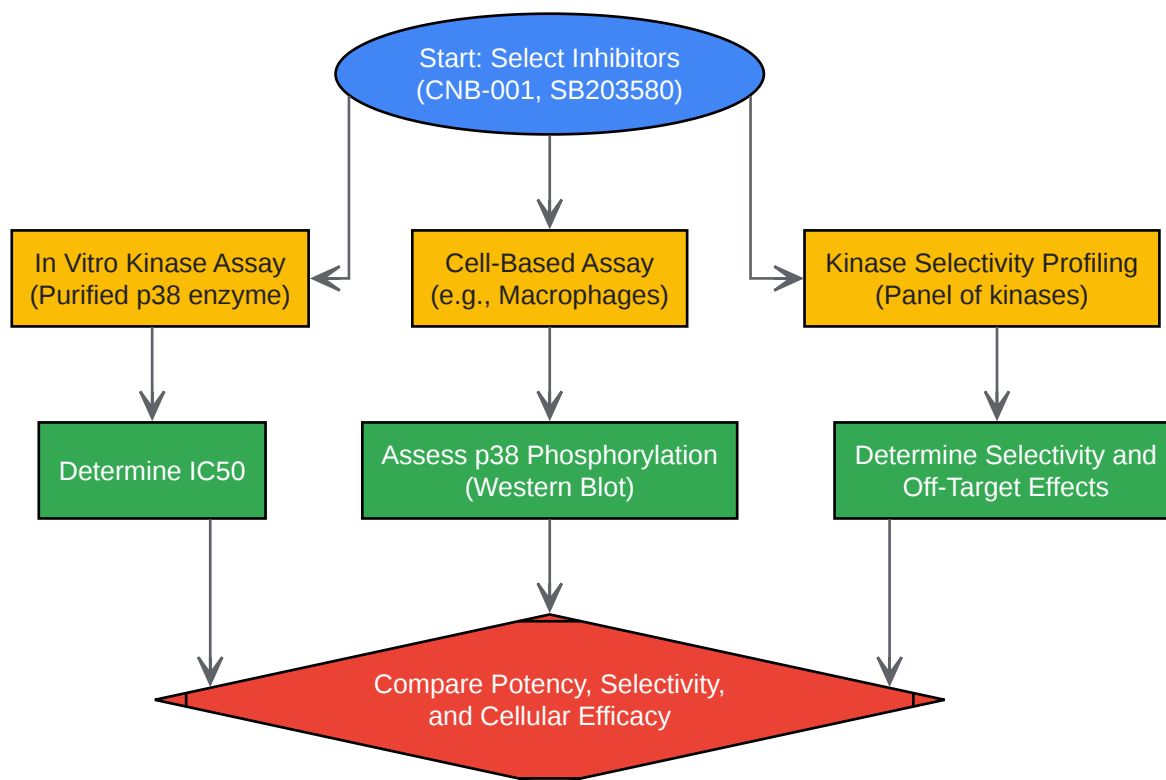 Start: Select Inhibitors
(CNB-001, SB203580)
In Vitro Kinase Assay
(Purified p38 enzyme)
Cell-Based Assay
(e.g., Macrophages)
Kinase Selectivity Profiling
(Panel of kinases)
Determine IC50
Assess p38 Phosphorylation
(Western Blot)
Determine Selectivity and
Off-Target Effects
Compare Potency, Selectivity,
and Cellular Efficacy